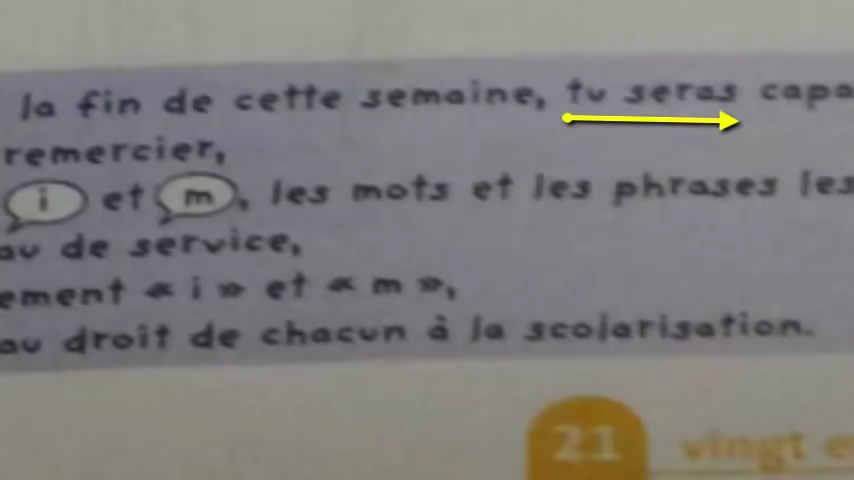 la fin de cette semaine, tu seras capa
remercier,
i et m, les mots et les phrases les
au de service,
ement « i » et « m »,
au droit de chacun à la scolarisation.
21 vingt e